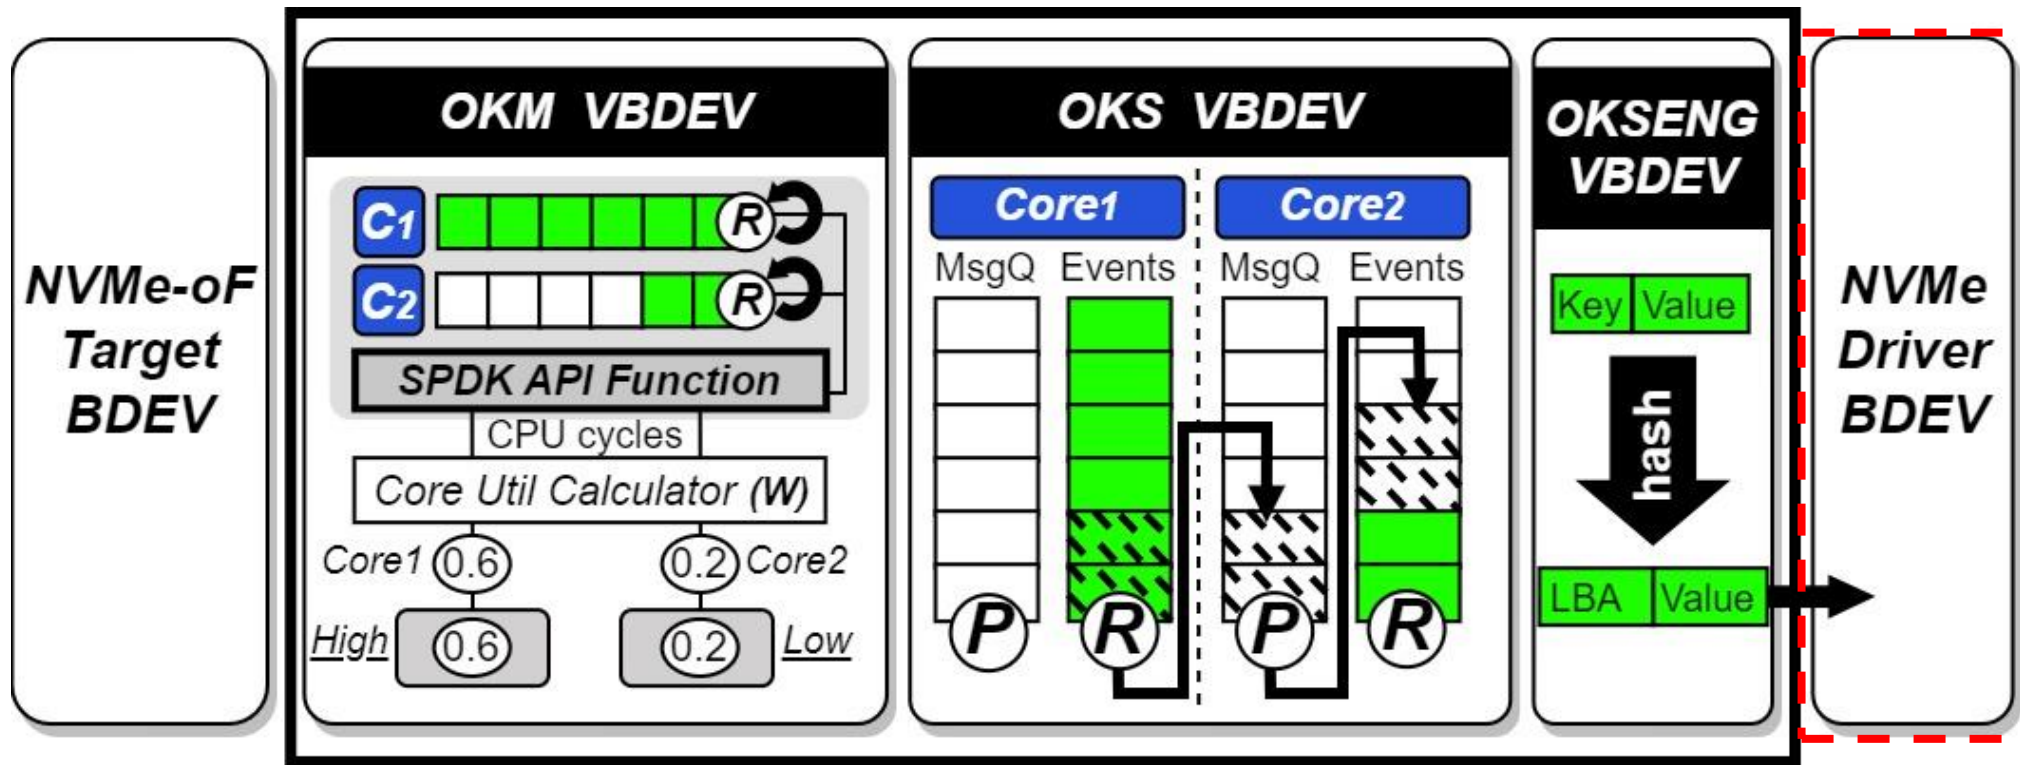 NVMe-oF
Target
BDEV
OKM VBDEV
C1
R
C2
R
SPDK API Function
CPU cycles
Core Util Calculator (W)
Core1 0.6 0.2 Core2
High 0.6 0.2 Low
OKS VBDEV
Core1 Core2
MsgQ Events MsgQ Events
P R P R
OKSENG
VBDEV
Key Value
hash
LBA Value
NVMe
Driver
BDEV